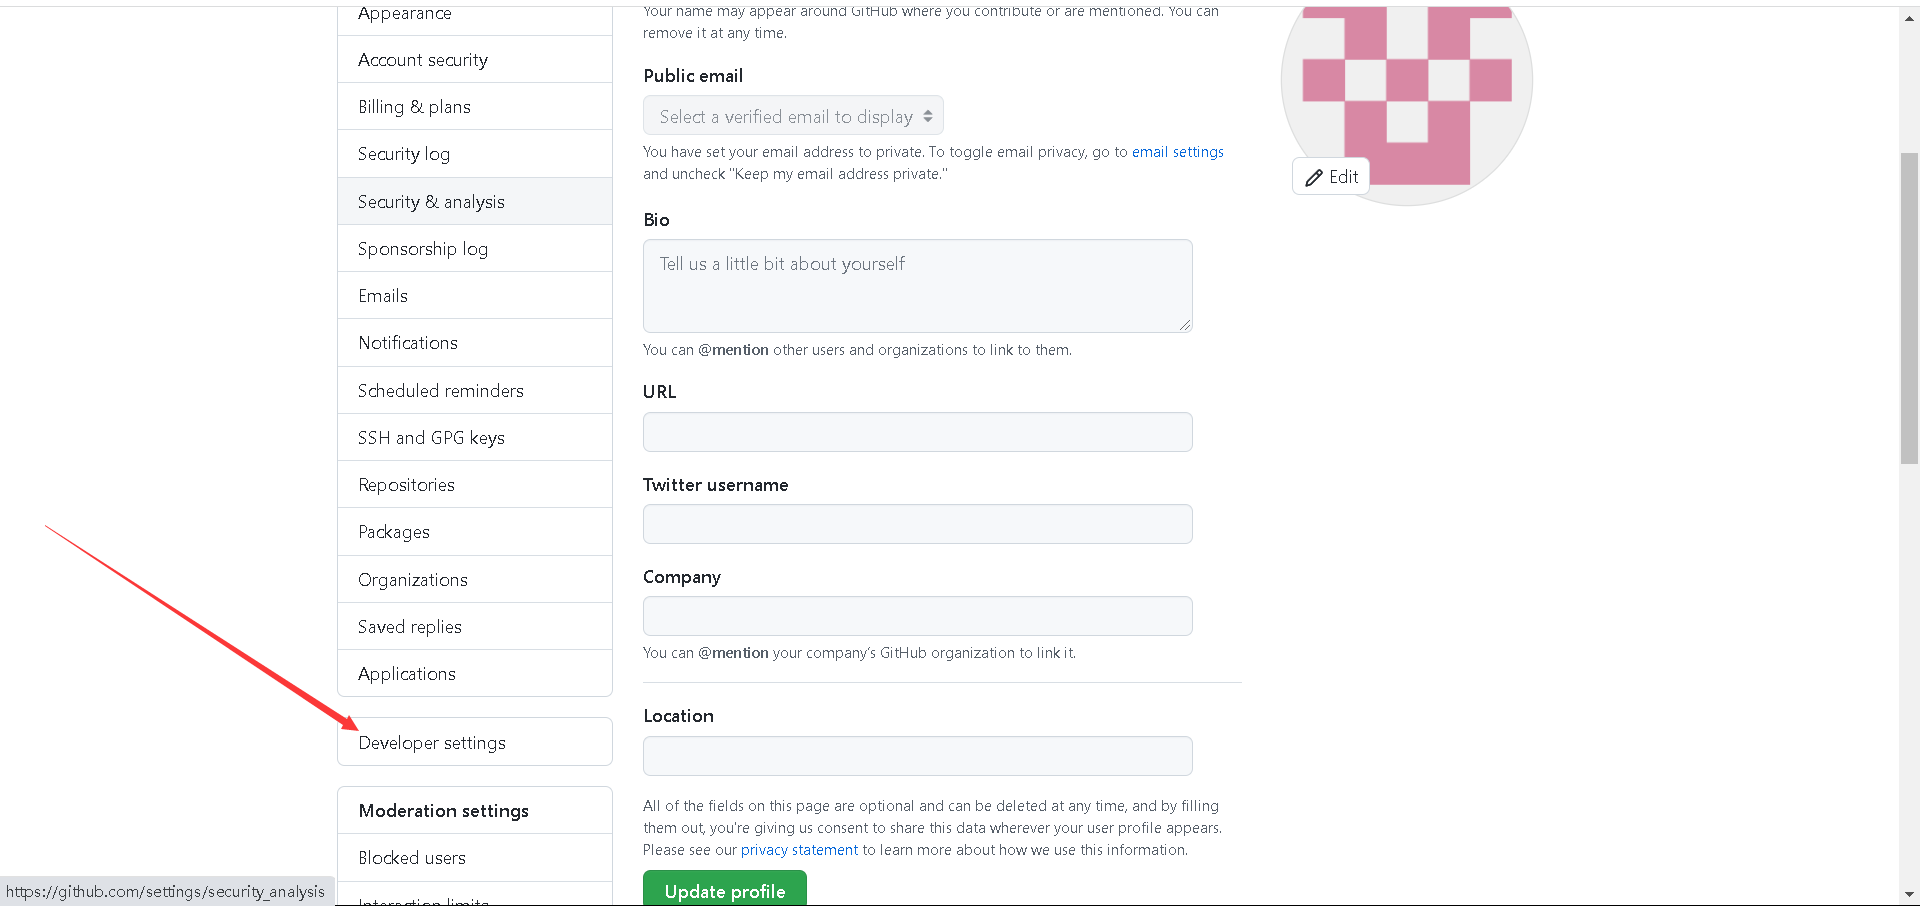 Appearance
Account security
Billing & plans
Security log
Security & analysis
Sponsorship log
Emails
Notifications
Scheduled reminders
SSH and GPG keys
Repositories
Packages
Organizations
Saved replies
Applications
Developer settings
Moderation settings
Blocked users
Interaction limits
Your name may appear around GitHub where you contribute or are mentioned. You can
remove it at any time.
Public email
Select a verified email to display
You have set your email address to private. To toggle email privacy, go to email settings
and uncheck "Keep my email address private."
Bio
Tell us a little bit about yourself
You can @mention other users and organizations to link to them.
URL
Twitter username
Company
You can @mention your company's GitHub organization to link it.
Location
All of the fields on this page are optional and can be deleted at any time, and by filling
them out, you're giving us consent to share this data wherever your user profile appears.
Please see our privacy statement to learn more about how we use this information.
Update profile
Edit
https://github.com/settings/security_analysis